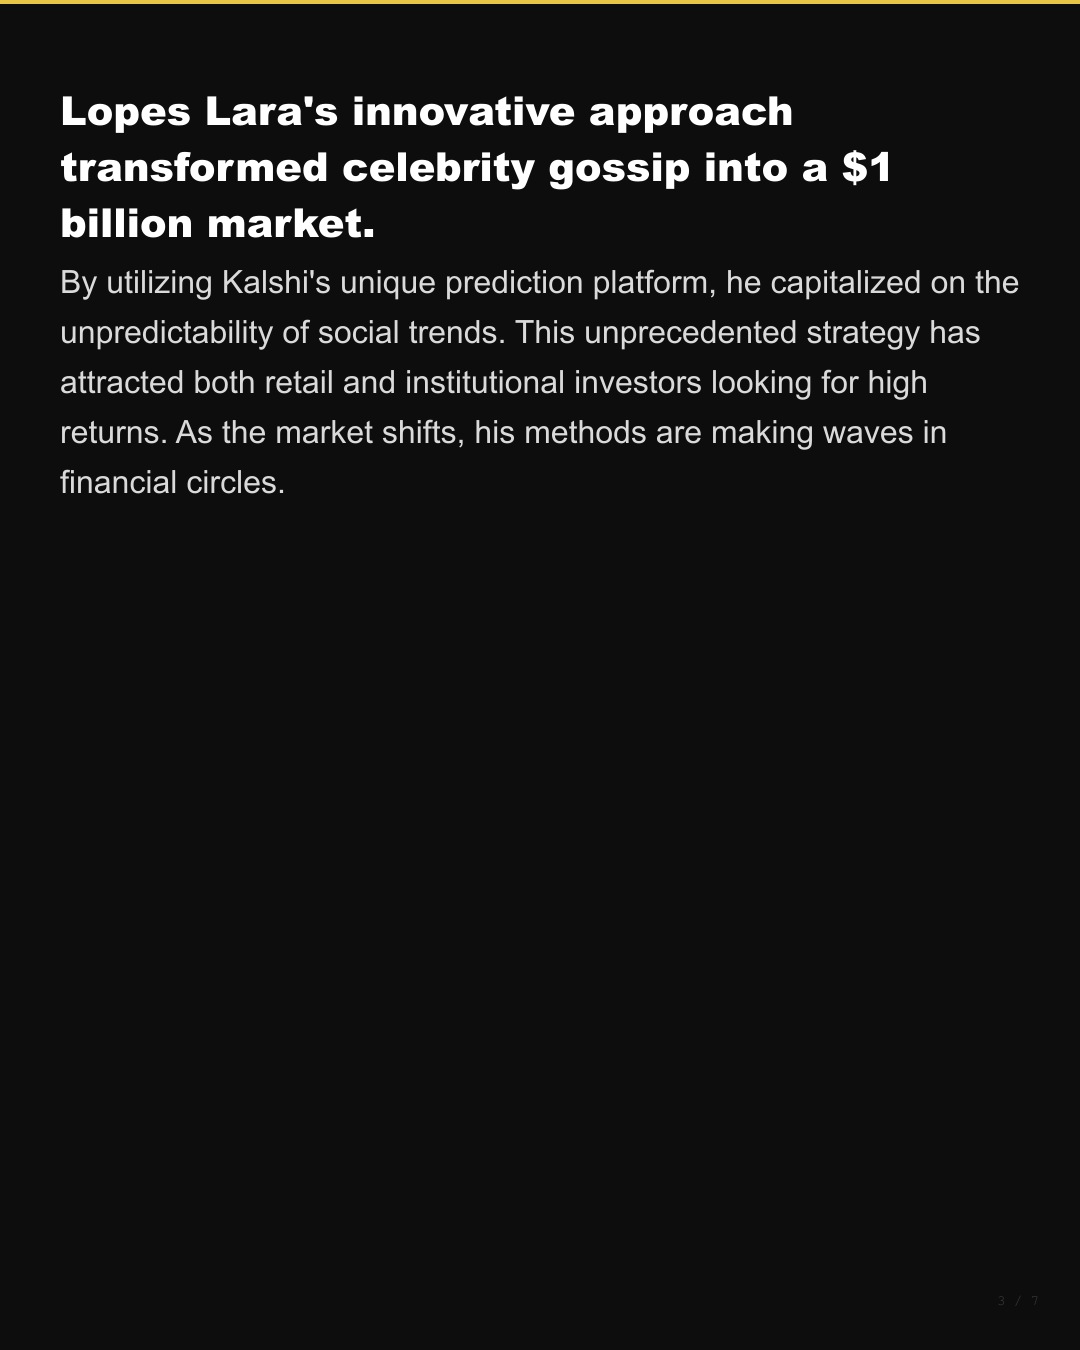 Lopes Lara's innovative approach
transformed celebrity gossip into a $1
billion market.
By utilizing Kalshi's unique prediction platform, he capitalized on the
unpredictability of social trends. This unprecedented strategy has
attracted both retail and institutional investors looking for high
returns. As the market shifts, his methods are making waves in
financial circles.
3 / 7